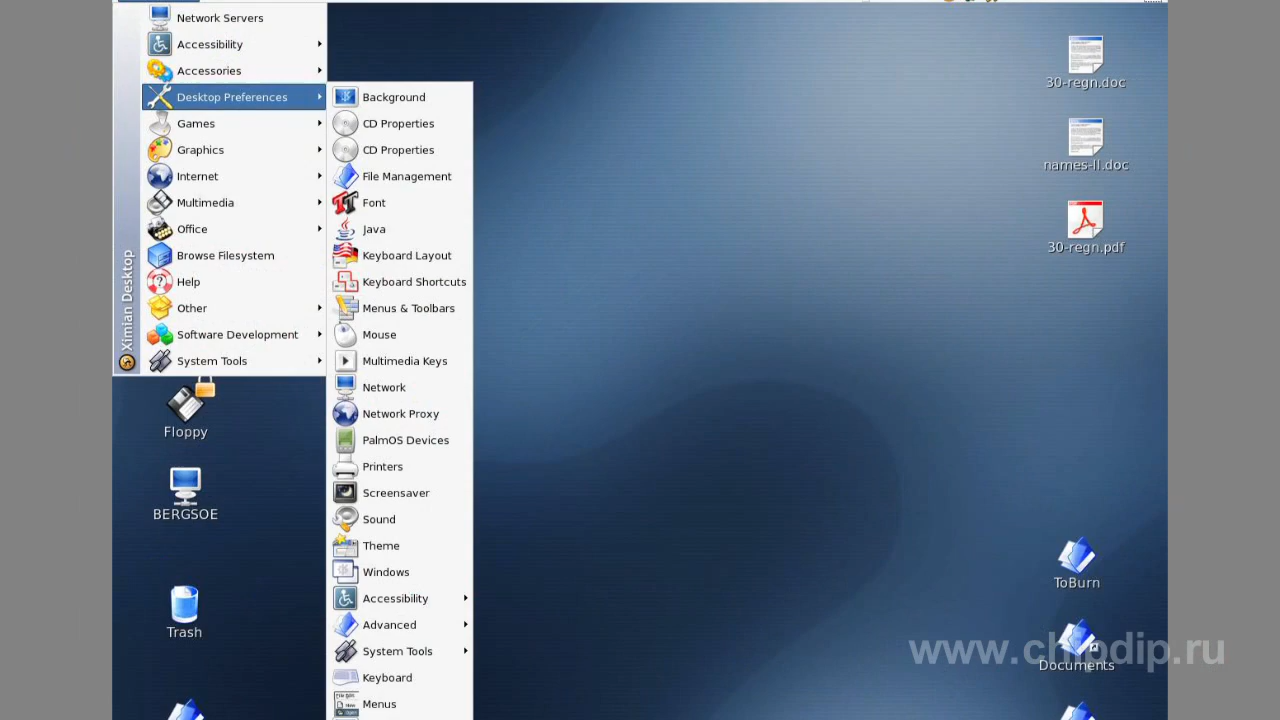 Network Servers
Accessibility
Accessories
Desktop Preferences
Games
Graphics
Internet
Multimedia
Office
Browse Filesystem
Help
Other
Software Development
System Tools
Ximian Desktop
Background
CD Properties
CD Properties
File Management
Font
Java
Keyboard Layout
Keyboard Shortcuts
Menus & Toolbars
Mouse
Multimedia Keys
Network
Network Proxy
PalmOS Devices
Printers
Screensaver
Sound
Theme
Windows
Accessibility
Advanced
System Tools
Keyboard
Menus
Floppy
BERGSOE
Trash
30-regn.doc
names-II.doc
30-regn.pdf
ToBurn
Documents
www.chipdip.ru